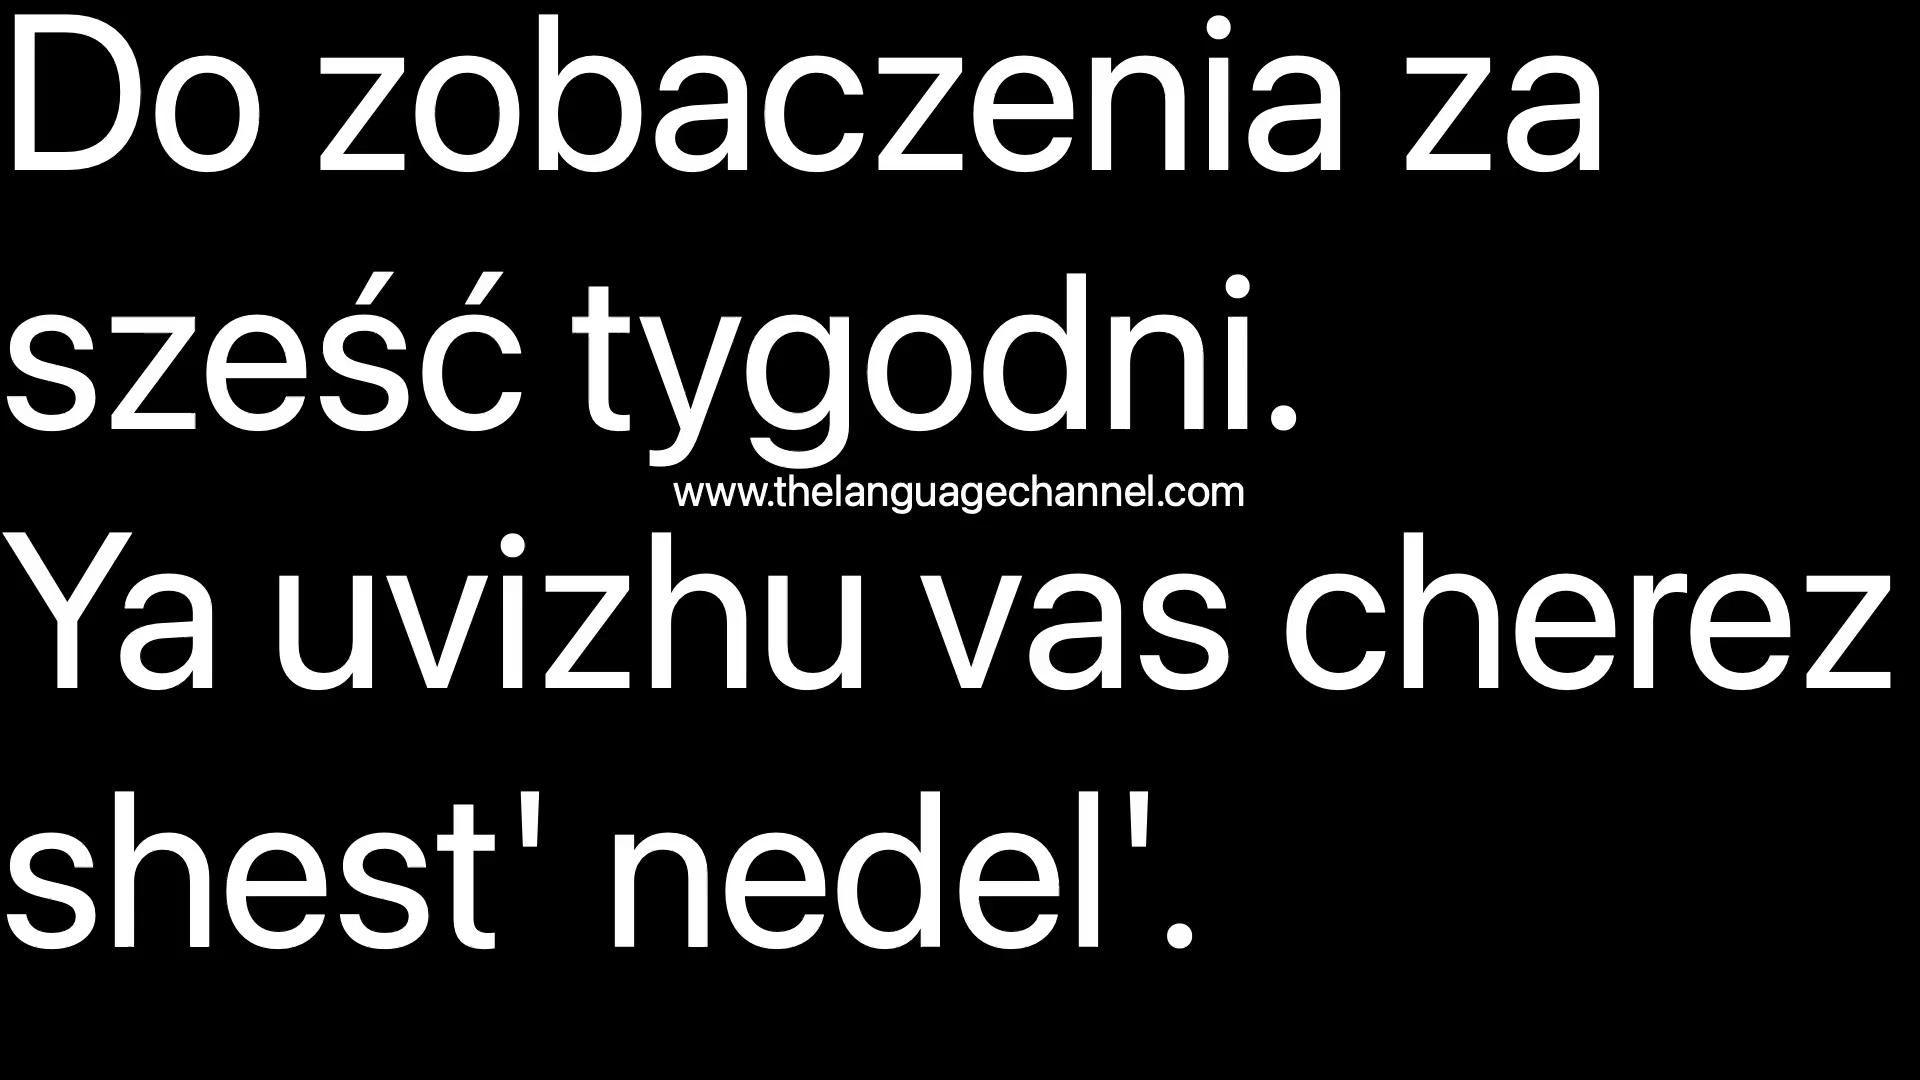 Do zobaczenia za
sześć tygodni.
www.thelanguagechannel.com
Ya uvizhu vas cherez
shest' nedel'.